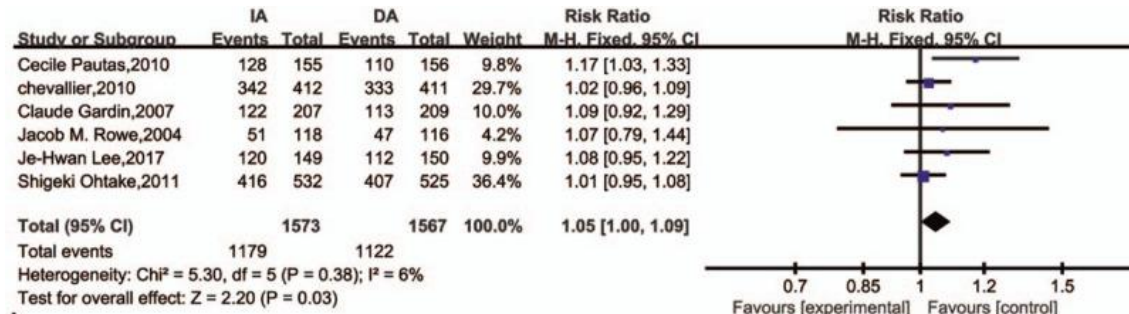 IA DA Risk Ratio Risk Ratio
Study or Subgroup Events Total Events Total Weight M-H. Fixed. 95% CI M-H. Fixed. 95% CI
Cecile Pautas,2010 128 155 110 156 9.8% 1.17 [1.03, 1.33]
chevallier,2010 342 412 333 411 29.7% 1.02 [0.96, 1.09]
Claude Gardin,2007 122 207 113 209 10.0% 1.09 [0.92, 1.29]
Jacob M. Rowe,2004 51 118 47 116 4.2% 1.07 [0.79, 1.44]
Je-Hwan Lee,2017 120 149 112 150 9.9% 1.08 [0.95, 1.22]
Shigeki Ohtake,2011 416 532 407 525 36.4% 1.01 [0.95, 1.08]
Total (95% CI) 1573 1567 100.0% 1.05 [1.00, 1.09]
Total events 1179 1122
Heterogeneity: Chi² = 5.30, df = 5 (P = 0.38); I² = 6%
Test for overall effect: Z = 2.20 (P = 0.03)
0.7 0.85 1 1.2 1.5
Favours [experimental] Favours [control]